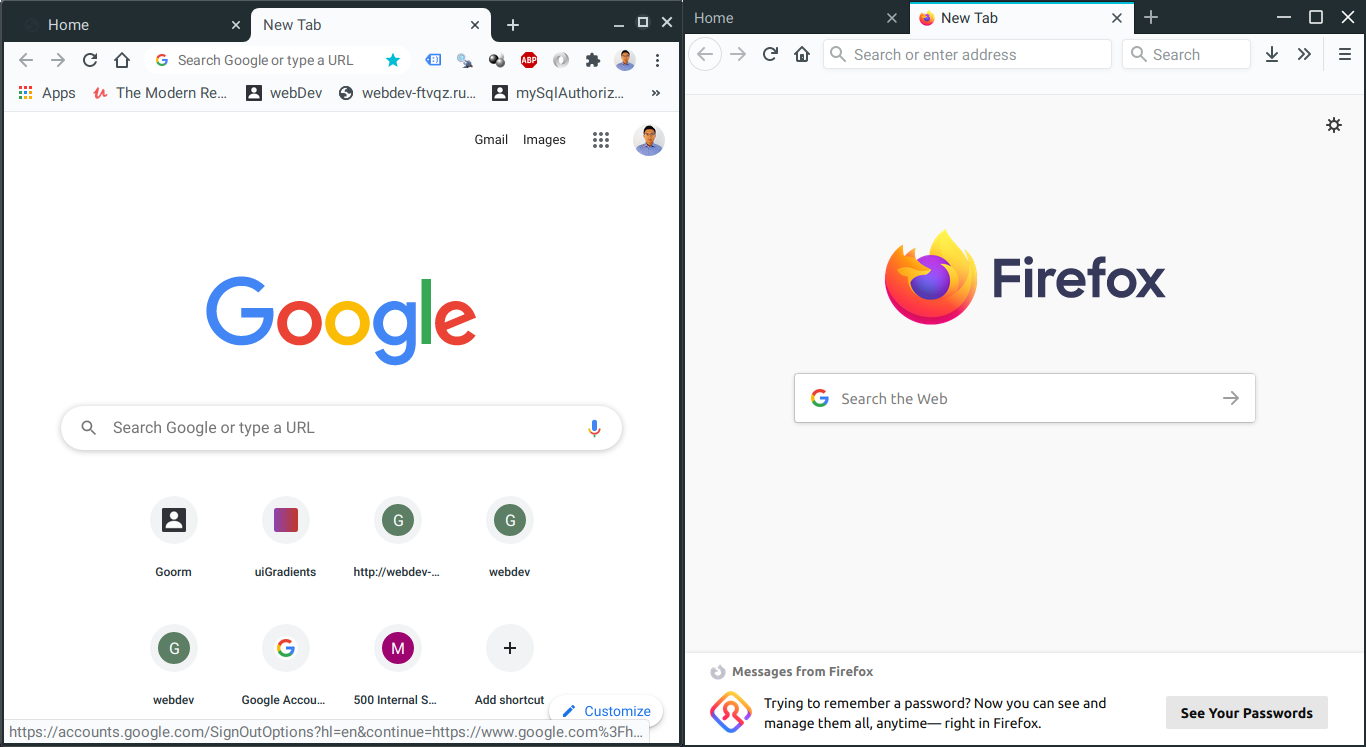 Home
New Tab
Search Google or type a URL
ABP
Apps
The Modern Re...
webDev
webdev-ftvqz.ru...
mySqlAuthoriz...
Gmail Images
Google
Search Google or type a URL
G G
Goorm uiGradients http://webdev-... webdev
G G M
webdev Google Accou... 500 Internal S... Add shortcut
Customize
https://accounts.google.com/SignOutOptions?hl=en&continue=https://www.google.com%3Fh...
Home
New Tab
Search or enter address
Search
Firefox
G Search the Web
Messages from Firefox
Trying to remember a password? Now you can see and
manage them all, anytime— right in Firefox.
See Your Passwords